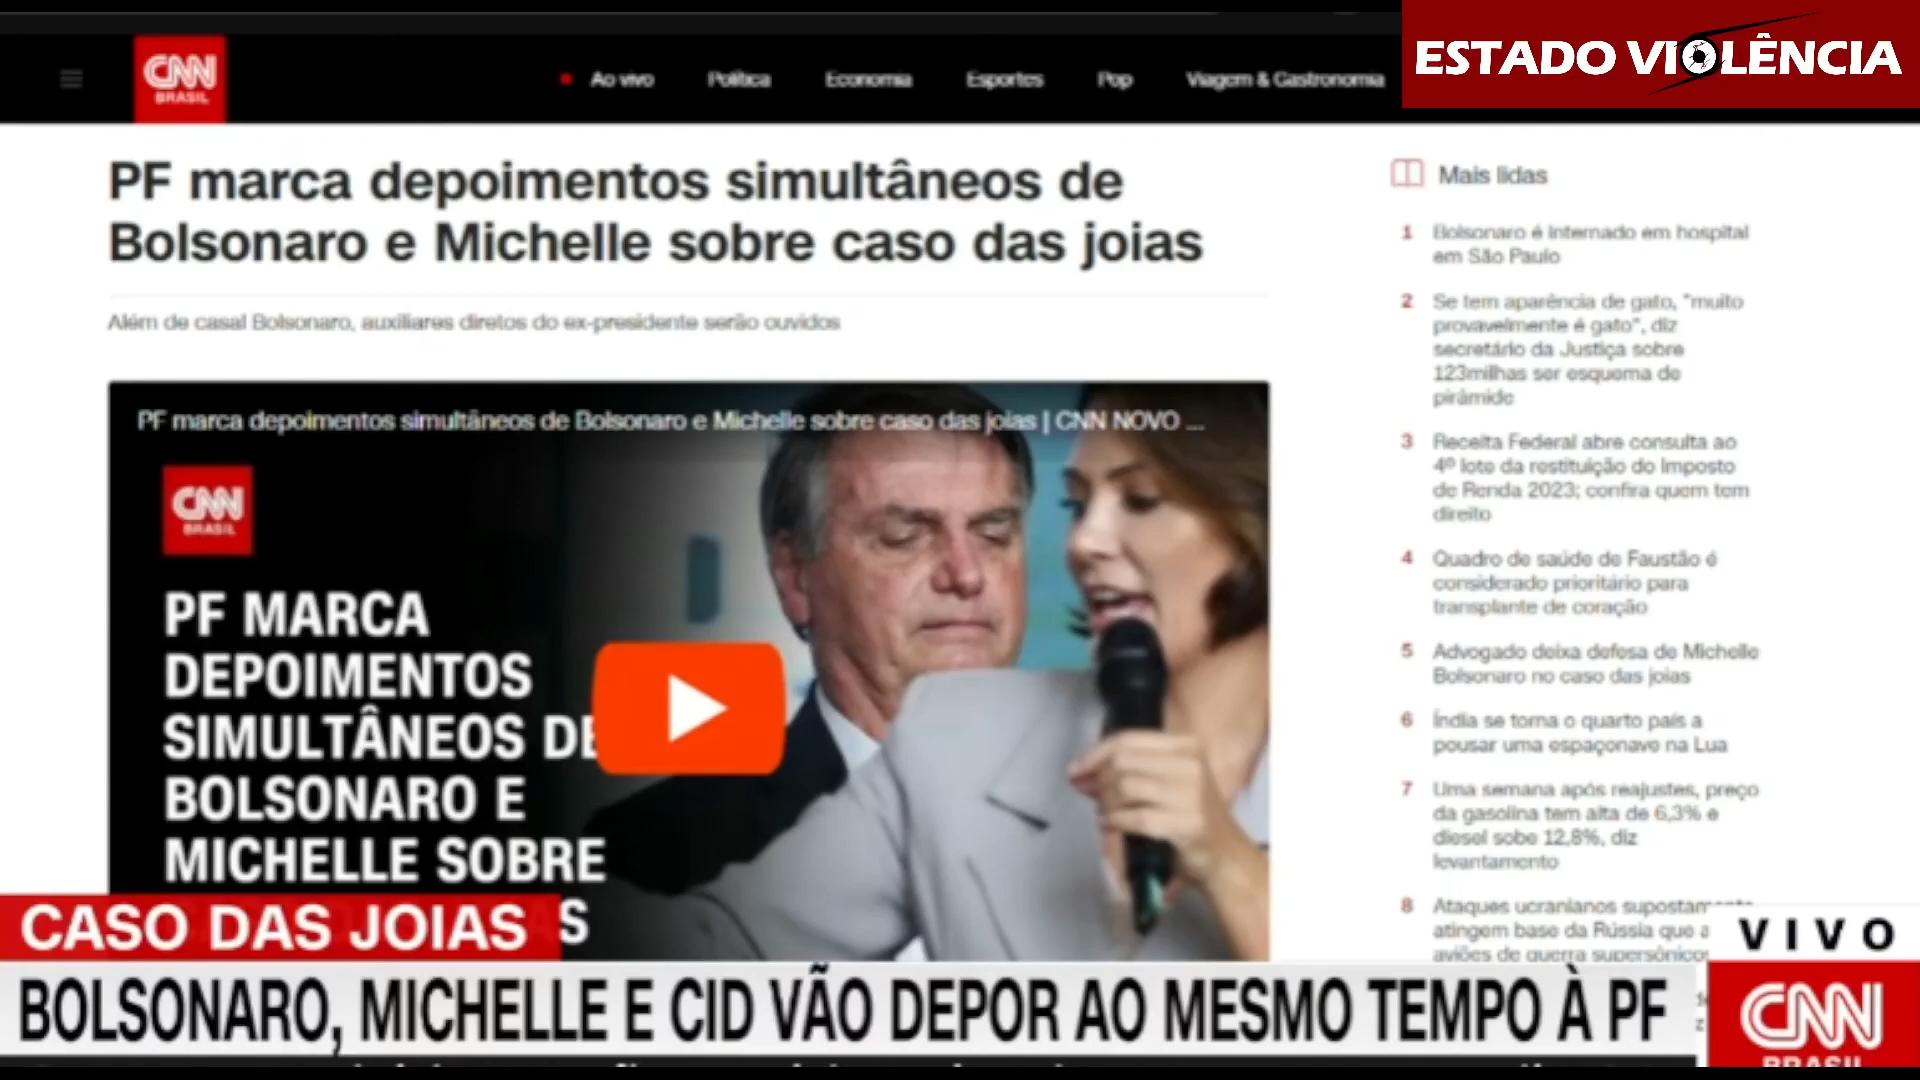 CNN
BRASIL
Ao vivo
Política
Economia
Esportes
Pop
Viagem & Gastronomia
ESTADO VIOLÊNCIA
PF marca depoimentos simultâneos de
Bolsonaro e Michelle sobre caso das joias
Além de casal Bolsonaro, auxiliares diretos do ex-presidente serão ouvidos
PF marca depoimentos simultâneos de Bolsonaro e Michelle sobre caso das joias | CNN NOVO ...
CNN
BRASIL
PF MARCA
DEPOIMENTOS
SIMULTÂNEOS DE
BOLSONARO E
MICHELLE SOBRE
S
Mais lidas
1 Bolsonaro é internado em hospital
em São Paulo
2 Se tem aparência de gato, "muito
provavelmente é gato", diz
secretário da Justiça sobre
123milhas ser esquema de
pirâmide
3 Receita Federal abre consulta ao
4º lote da restituição do Imposto
de Renda 2023; confira quem tem
direito
4 Quadro de saúde de Faustão é
considerado prioritário para
transplante de coração
5 Advogado deixa defesa de Michelle
Bolsonaro no caso das joias
6 Índia se torna o quarto país a
pousar uma espaçonave na Lua
7 Uma semana após reajustes, preço
da gasolina tem alta de 6,3% e
diesel sobe 12,8%, diz
levantamento
8 Ataques ucranianos
atingem base da Rússia que
aviões de guerra
CASO DAS JOIAS
BOLSONARO, MICHELLE E CID VÃO DEPOR AO MESMO TEMPO À PF
VIVO
CNN
BRASIL